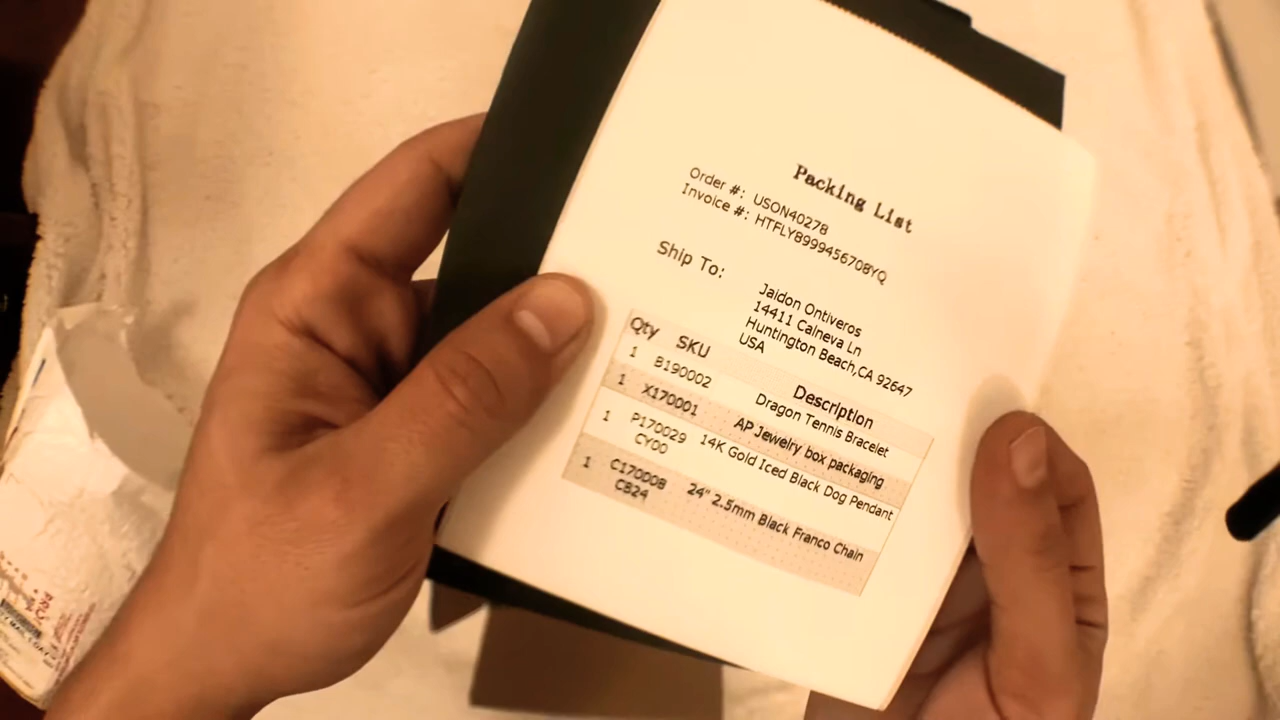 Packing List
Order #: USON40278
Invoice #: HTFLY8999456708YQ
Ship To:
Jaidon Ontiveros
14411 Calneva Ln
Huntington Beach,CA 92647
USA
Qty SKU Description
1 B190002 Dragon Tennis Bracelet
1 X170001 AP Jewelry box packaging
1 P170029 14K Gold Iced Black Dog Pendant
CY00
1 C170008 24" 2.5mm Black Franco Chain
CB24